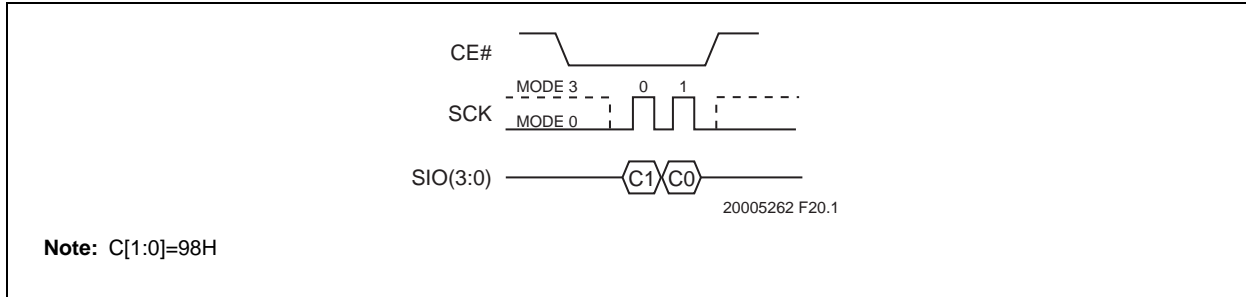 CE#
MODE 3 0 1
SCK
MODE 0
SIO(3:0) C1 C0
20005262 F20.1
Note: C[1:0]=98H